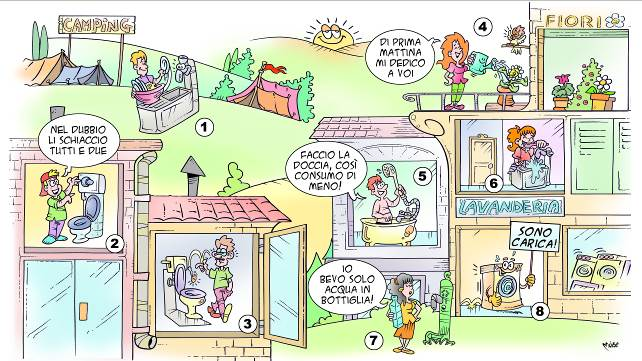 CAMPING
FIORI
4
DI PRIMA
MATTINA
MI DEDICO
A VOI
1
NEL DUBBIO
LI SCHIACCIO
TUTTI E DUE
2
3
FACCIO LA
DOCCIA, COSÌ
CONSUMO DI
MENO!
5
6
LAVANDERIA
SONO
CARICA!
8
IO
BEVO SOLO
ACQUA IN
BOTTIGLIA!
7